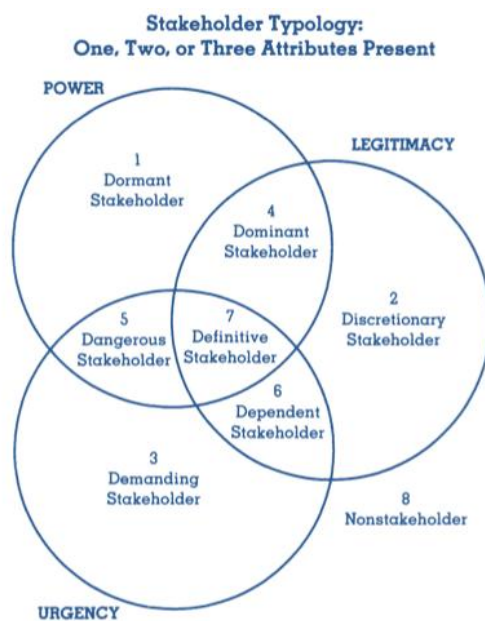 Stakeholder Typology:
One, Two, or Three Attributes Present
POWER
LEGITIMACY
1
Dormant
Stakeholder
4
Dominant
Stakeholder
2
Discretionary
Stakeholder
5
Dangerous
Stakeholder
7
Definitive
Stakeholder
6
Dependent
Stakeholder
3
Demanding
Stakeholder
8
Nonstakeholder
URGENCY